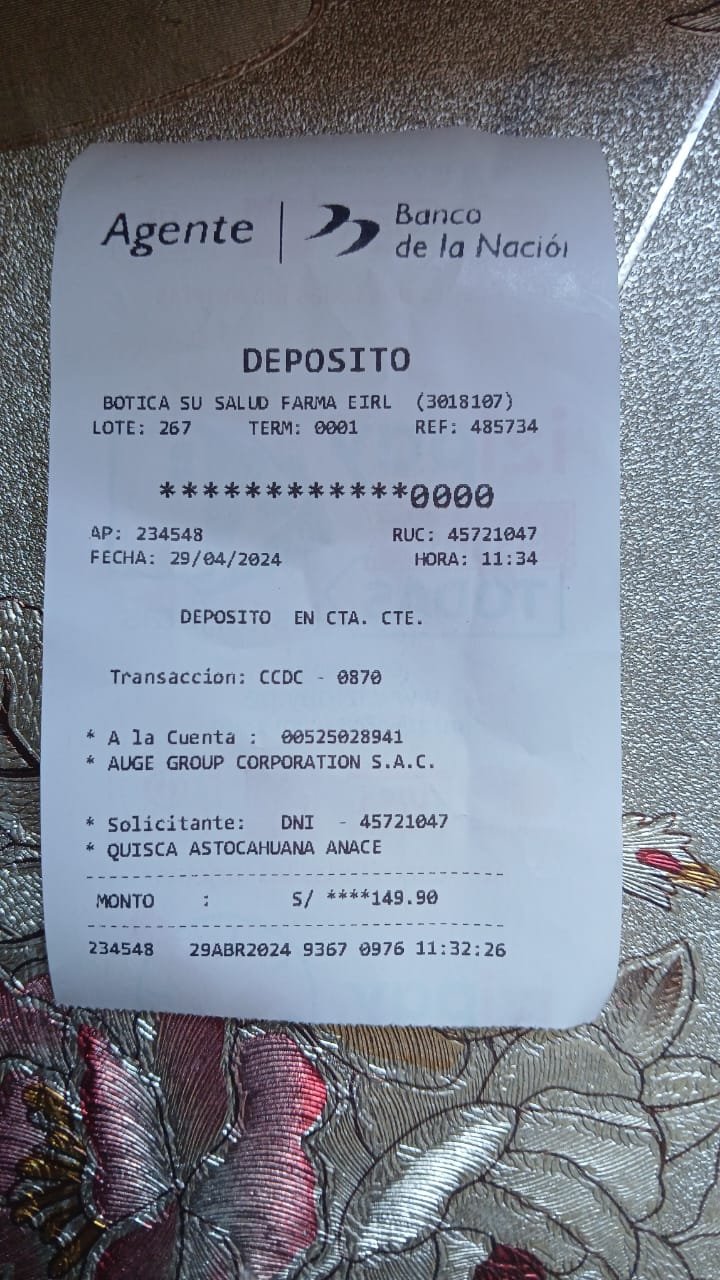 Agente | Banco
de la Nación
DEPOSITO
BOTICA SU SALUD FARMA EIRL (3018107)
LOTE: 267 TERM: 0001 REF: 485734
************0000
AP: 234548 RUC: 45721047
FECHA: 29/04/2024 HORA: 11:34
DEPOSITO EN CTA. CTE.
Transaccion: CCDC - 0870
* A la Cuenta : 00525028941
* AUGE GROUP CORPORATION S.A.C.
* Solicitante: DNI - 45721047
* QUISCA ASTOCAHUANA ANACE
MONTO : S/ ****149.90
234548 29ABR2024 9367 0976 11:32:26